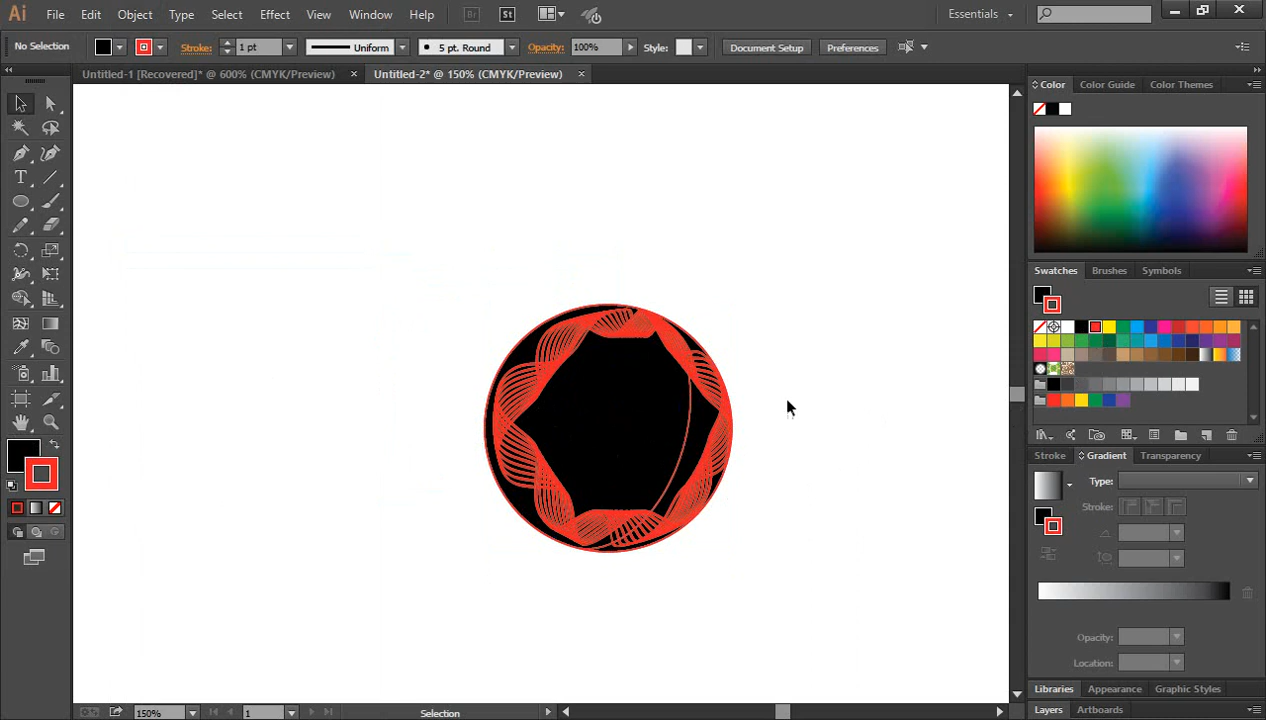 Ai File Edit Object Type Select Effect View Window Help Br St Essentials
No Selection Stroke: 1 pt Uniform 5 pt. Round Opacity: 100% Style: Document Setup Preferences
Untitled-1 [Recovered]* @ 600% (CMYK/Preview) Untitled-2* @ 150% (CMYK/Preview)
Color Color Guide Color Themes
Swatches Brushes Symbols
Stroke Gradient Transparency
Type:
Stroke:
Opacity:
Location:
Libraries Appearance Graphic Styles
Layers Artboards
150% 1 Selection